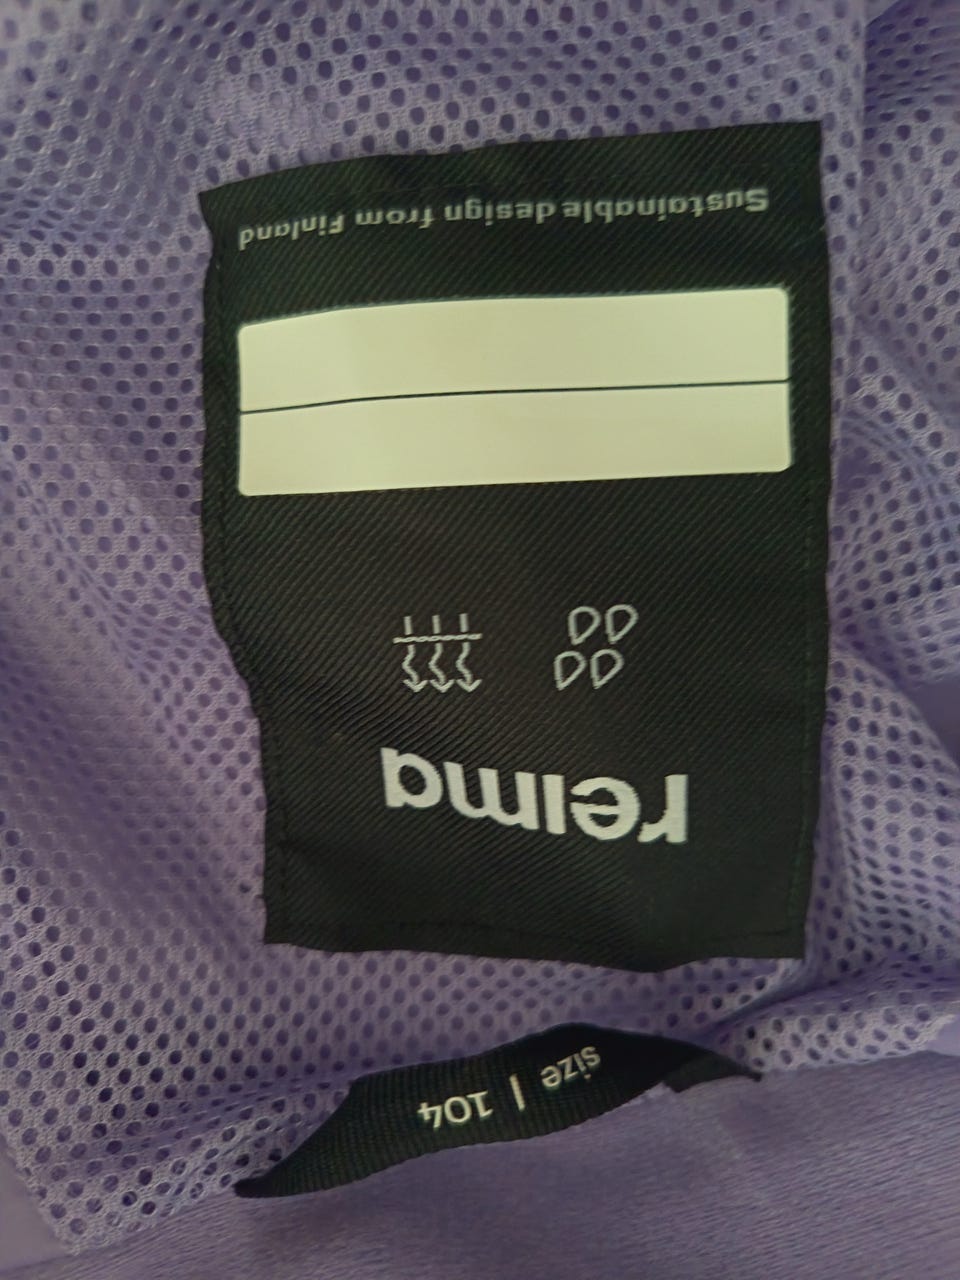 size | 104
reima
Sustainable design from Finland